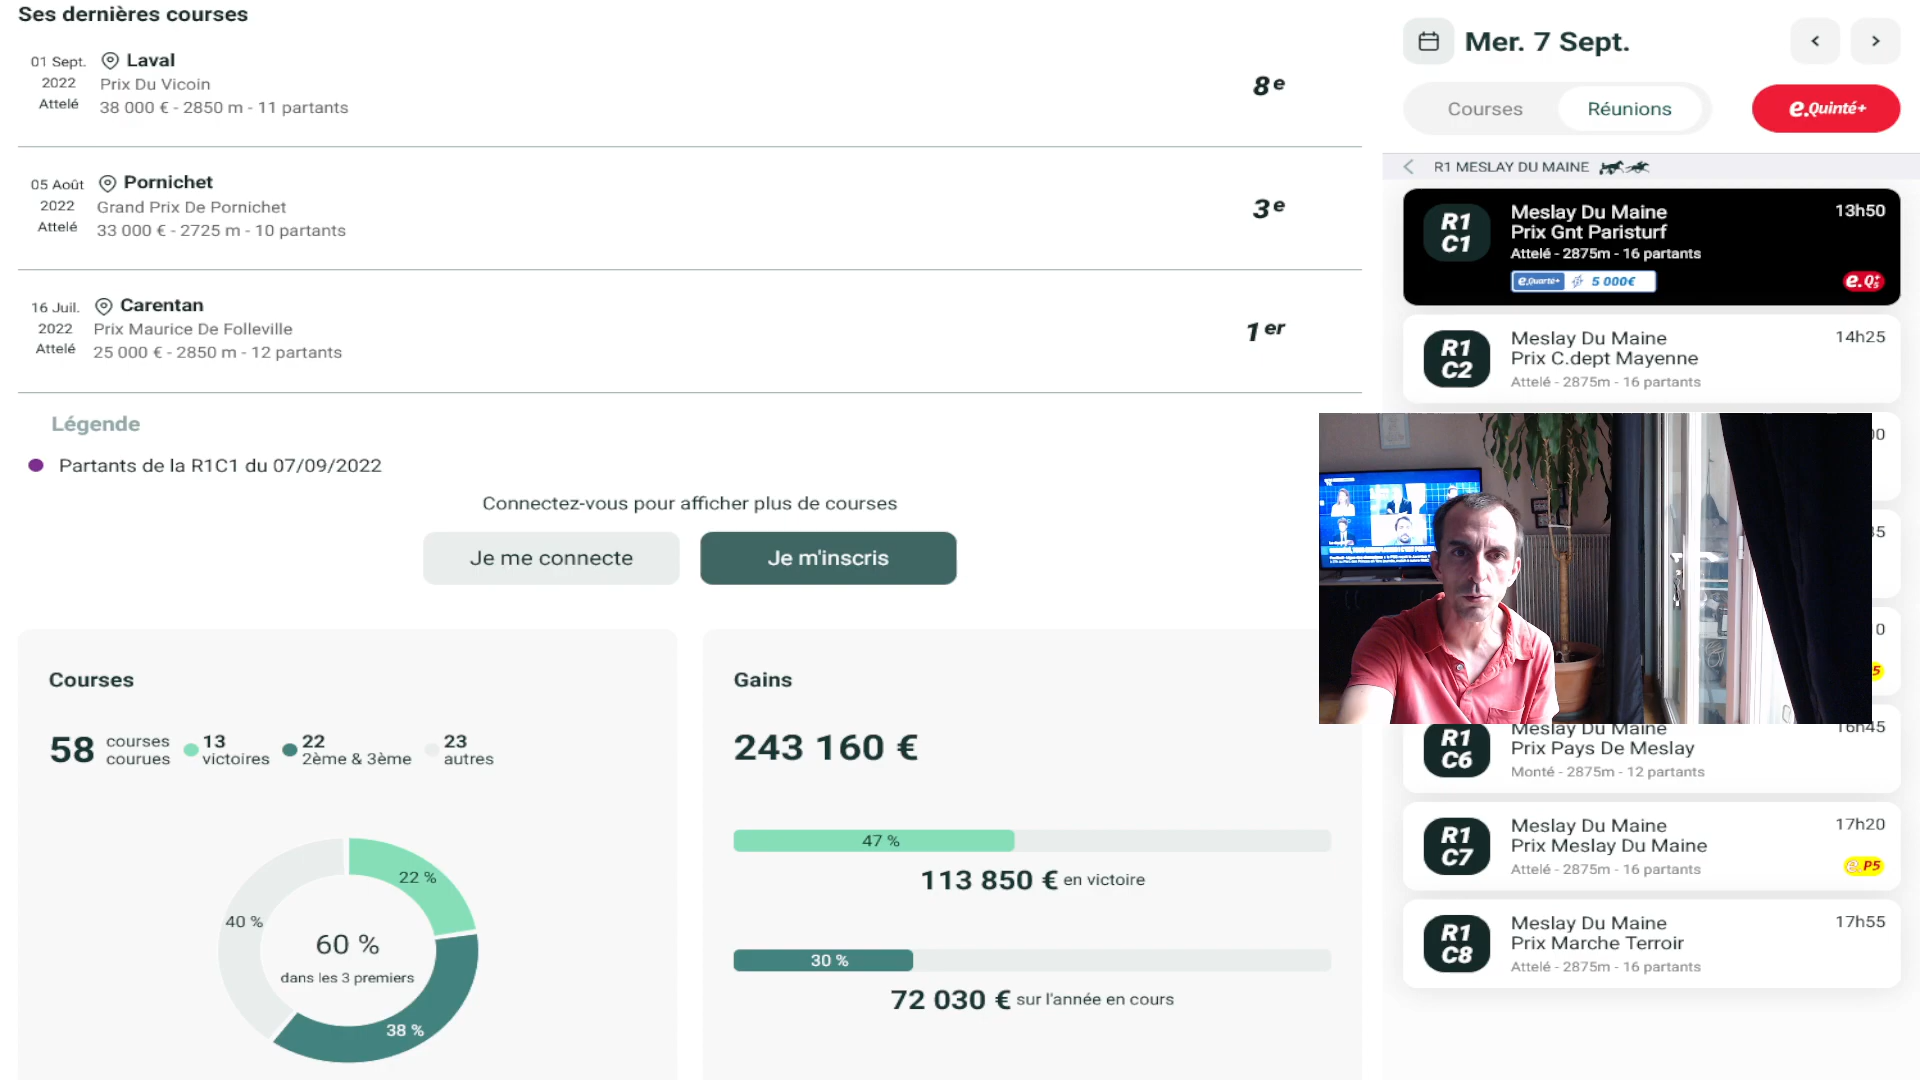 Ses dernières courses
01 Sept.
2022
Attelé
Laval
Prix Du Vicoin
38 000 € - 2850 m - 11 partants
8e
05 Août
2022
Attelé
Pornichet
Grand Prix De Pornichet
33 000 € - 2725 m - 10 partants
3e
16 Juil.
2022
Attelé
Carentan
Prix Maurice De Folleville
25 000 € - 2850 m - 12 partants
1er
Légende
Partants de la R1C1 du 07/09/2022
Connectez-vous pour afficher plus de courses
Je me connecte
Je m'inscris
Courses
58 courses courues
13 victoires
22 2ème & 3ème
23 autres
22 %
40 %
60 %
dans les 3 premiers
38 %
Gains
243 160 €
47 %
113 850 € en victoire
30 %
72 030 € sur l'année en cours
Mer. 7 Sept.
Courses
Réunions
e.Quinté+
R1 MESLAY DU MAINE
R1
C1
Meslay Du Maine
Prix Gnt Paristurf
Attelé - 2875m - 16 partants
13h50
e.Quarté+ 5 000€
e.Q+5
R1
C2
Meslay Du Maine
Prix C.dept Mayenne
Attelé - 2875m - 16 partants
14h25
R1
C6
Meslay Du Maine
Prix Pays De Meslay
Monté - 2875m - 12 partants
16h45
R1
C7
Meslay Du Maine
Prix Meslay Du Maine
Attelé - 2875m - 16 partants
17h20
e. P5
R1
C8
Meslay Du Maine
Prix Marche Terroir
Attelé - 2875m - 16 partants
17h55